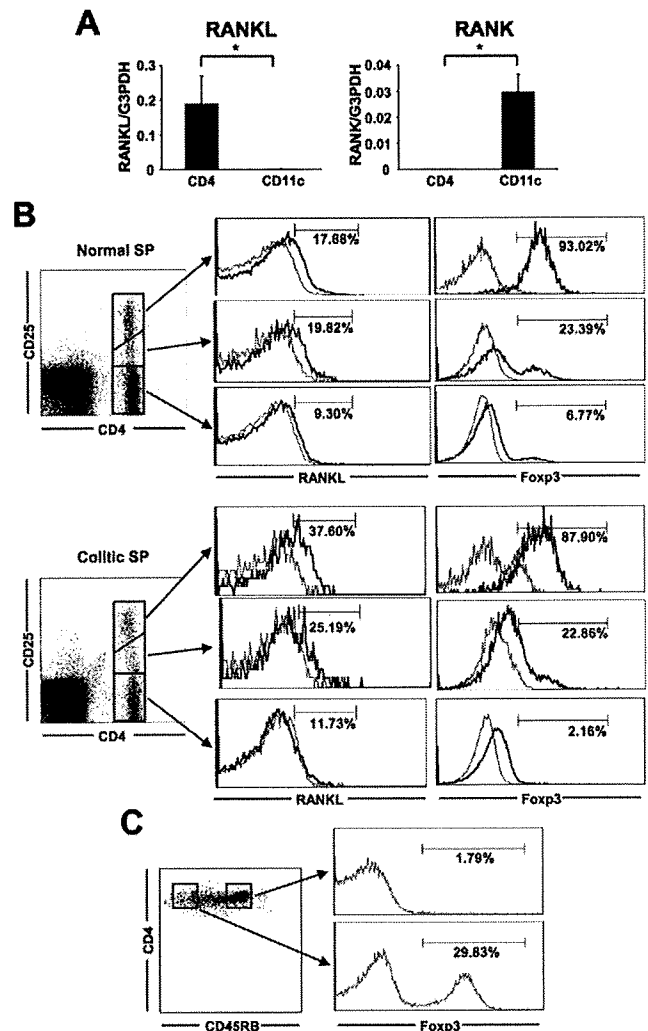 A
RANKL
RANK
*
*
RANKL/G3PDH
0.3
0.2
0.1
0
CD4
CD11c
RANK/G3PDH
0.04
0.03
0.02
0.01
0
CD4
CD11c
B
Normal SP
CD25
CD4
17.68%
93.02%
19.82%
23.39%
9.30%
6.77%
RANKL
Foxp3
Colitic SP
CD25
CD4
37.60%
87.90%
25.19%
22.86%
11.73%
2.16%
RANKL
Foxp3
C
CD4
CD45RB
1.79%
29.83%
Foxp3